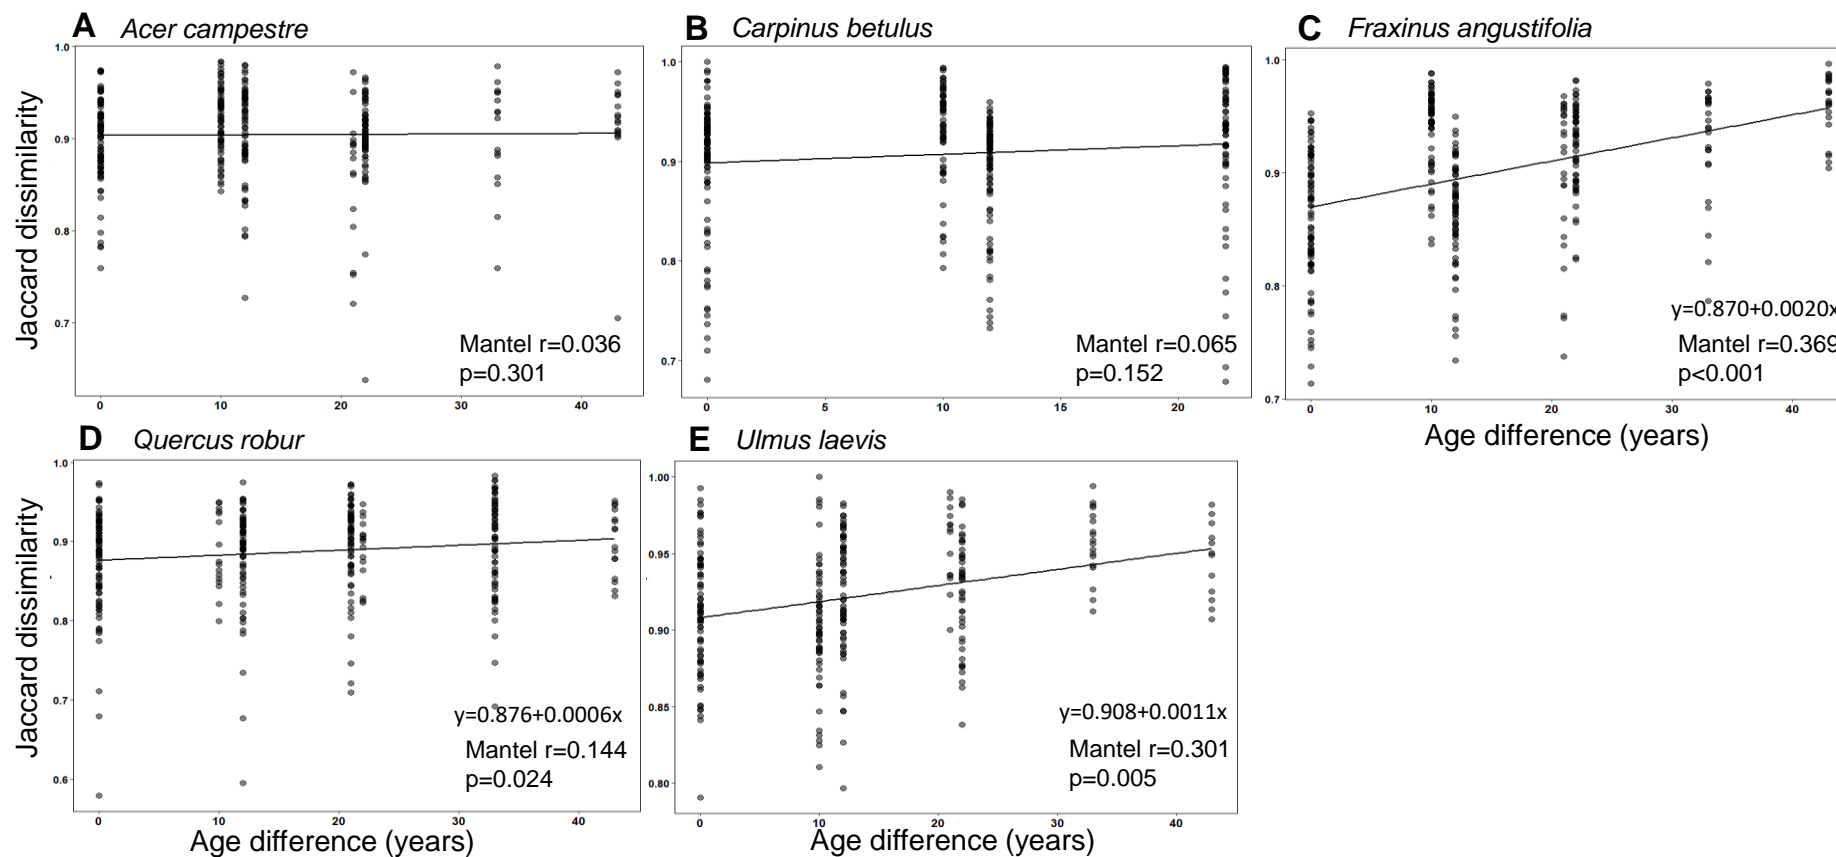 A Acer campestre
B Carpinus betulus
C Fraxinus angustifolia
Jaccard dissimilarity
1.0
0.9
0.8
0.7
0 10 20 30 40
Mantel r=0.036
p=0.301
1.0
0.9
0.8
0.7
0 5 10 15 20
Mantel r=0.065
p=0.152
1.0
0.9
0.8
0.7
0 10 20 30 40
y=0.870+0.0020x
Mantel r=0.369
p<0.001
Age difference (years)
D Quercus robur
E Ulmus laevis
Jaccard dissimilarity
1.0
0.9
0.8
0.7
0.6
0 10 20 30 40
y=0.876+0.0006x
Mantel r=0.144
p=0.024
Age difference (years)
1.00
0.95
0.90
0.85
0.80
0 10 20 30 40
y=0.908+0.0011x
Mantel r=0.301
p=0.005
Age difference (years)